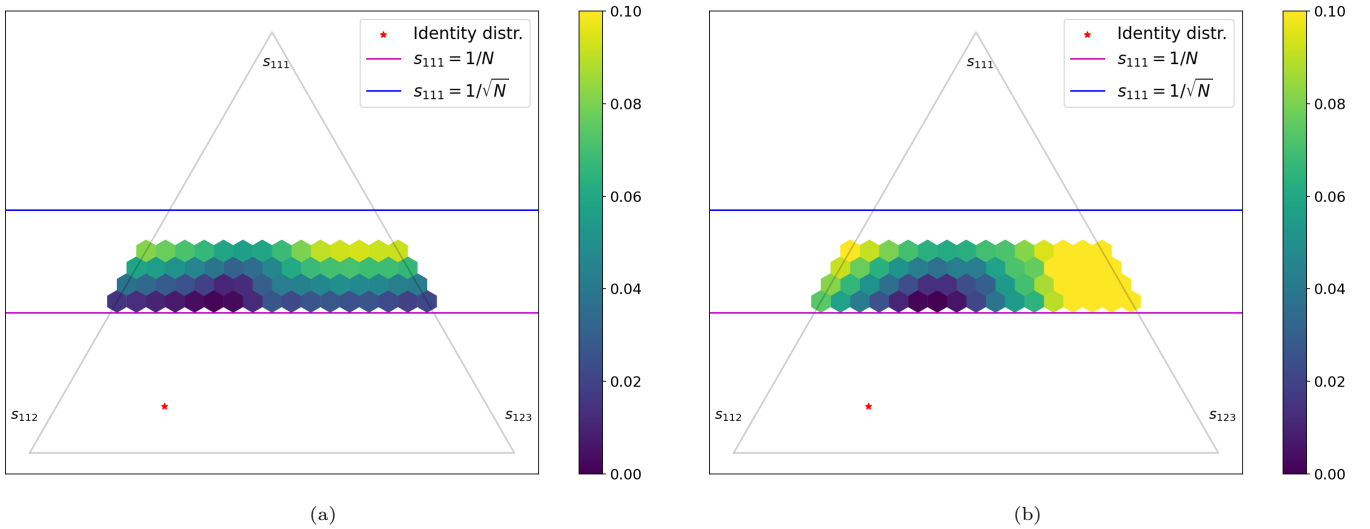 Identity distr.
s₁₁₁ = 1/N
s₁₁₁ = 1/√N
s₁₁₁
s₁₁₂
s₁₂₃
0.10
0.08
0.06
0.04
0.02
0.00
(a)
Identity distr.
s₁₁₁ = 1/N
s₁₁₁ = 1/√N
s₁₁₁
s₁₁₂
s₁₂₃
0.10
0.08
0.06
0.04
0.02
0.00
(b)